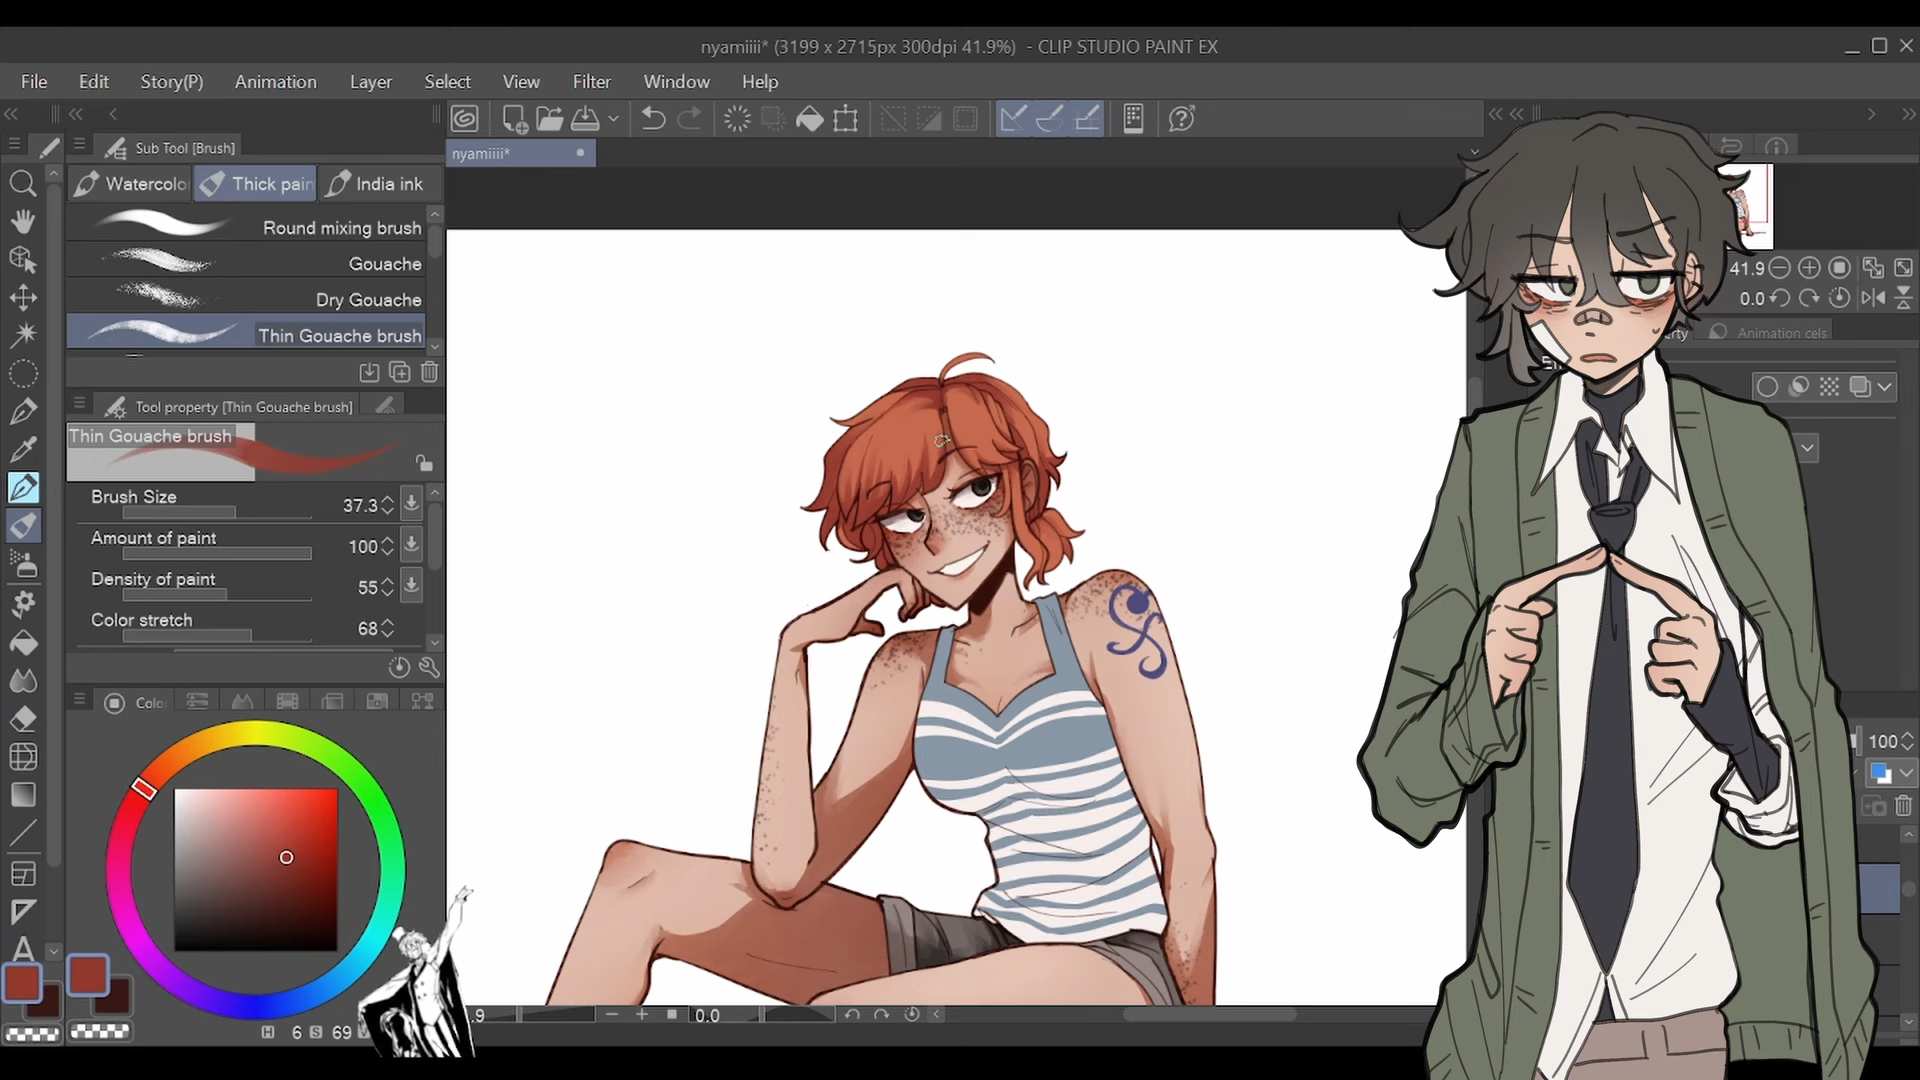 nyamiiii* (3199 x 2715px 300dpi 41.9%) - CLIP STUDIO PAINT EX
File Edit Story(P) Animation Layer Select View Filter Window Help
Sub Tool [Brush]
nyamiiii*
Watercolo Thick pain India ink
Round mixing brush
Gouache
Dry Gouache
Thin Gouache brush
Tool property [Thin Gouache brush]
Thin Gouache brush
Brush Size 37.3
Amount of paint 100
Density of paint 55
Color stretch 68
Colo
H 6 S 69
.9
0.0
41.9
0.0
rty Animation cels
100
A